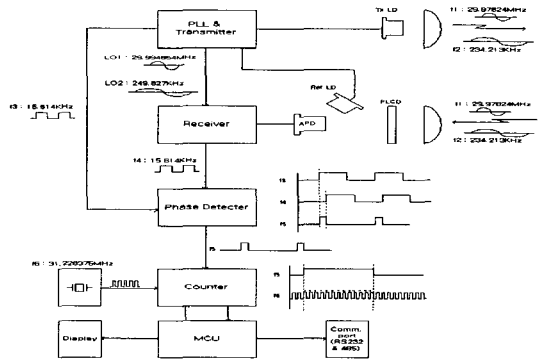 Tx LD
f1: 29.97824MHz
PLL &
Transmitter
f2: 234.213KHz
LO1: 29.994854MHz
LO2: 249.827KHz
Ref LD
PLCD
f1: 29.97824MHz
f3: 15.614KHz
Receiver
APD
f2: 234.213KHz
f4: 15.614KHz
f3
Phase Detecter
f4
f5
f5
f6: 31.228375MHz
f5
Counter
f6
Display
MCU
Comm.
port
(RS232
& 485)